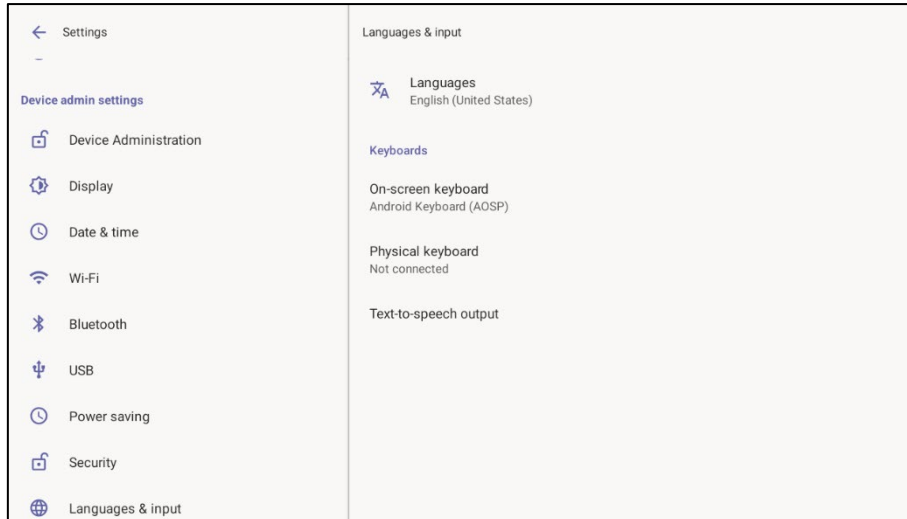 Settings
Device admin settings
Device Administration
Display
Date & time
Wi-Fi
Bluetooth
USB
Power saving
Security
Languages & input
Languages & input
Languages
English (United States)
Keyboards
On-screen keyboard
Android Keyboard (AOSP)
Physical keyboard
Not connected
Text-to-speech output